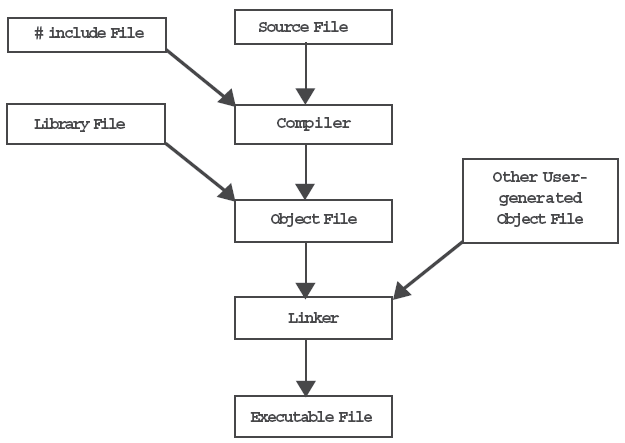 # include File
Source File
Library File
Compiler
Other User-
generated
Object File
Object File
Linker
Executable File